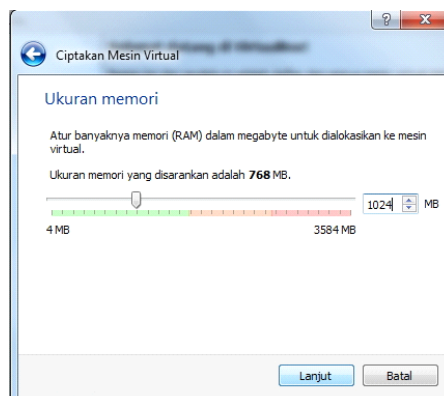 Ciptakan Mesin Virtual
Ukuran memori
Atur banyaknya memori (RAM) dalam megabyte untuk dialokasikan ke mesin
virtual.
Ukuran memori yang disarankan adalah 768 MB.
1024 MB
4 MB 3584 MB
Lanjut Batal